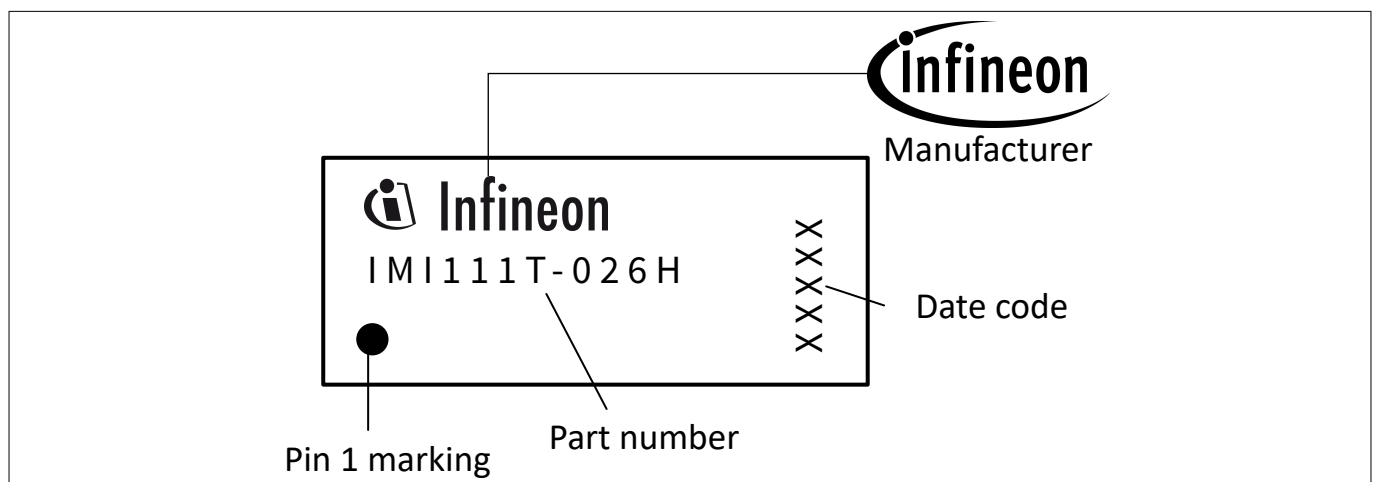 infineon
Manufacturer
Infineon
IMI111T-026H
XXXXX
Date code
Part number
Pin 1 marking